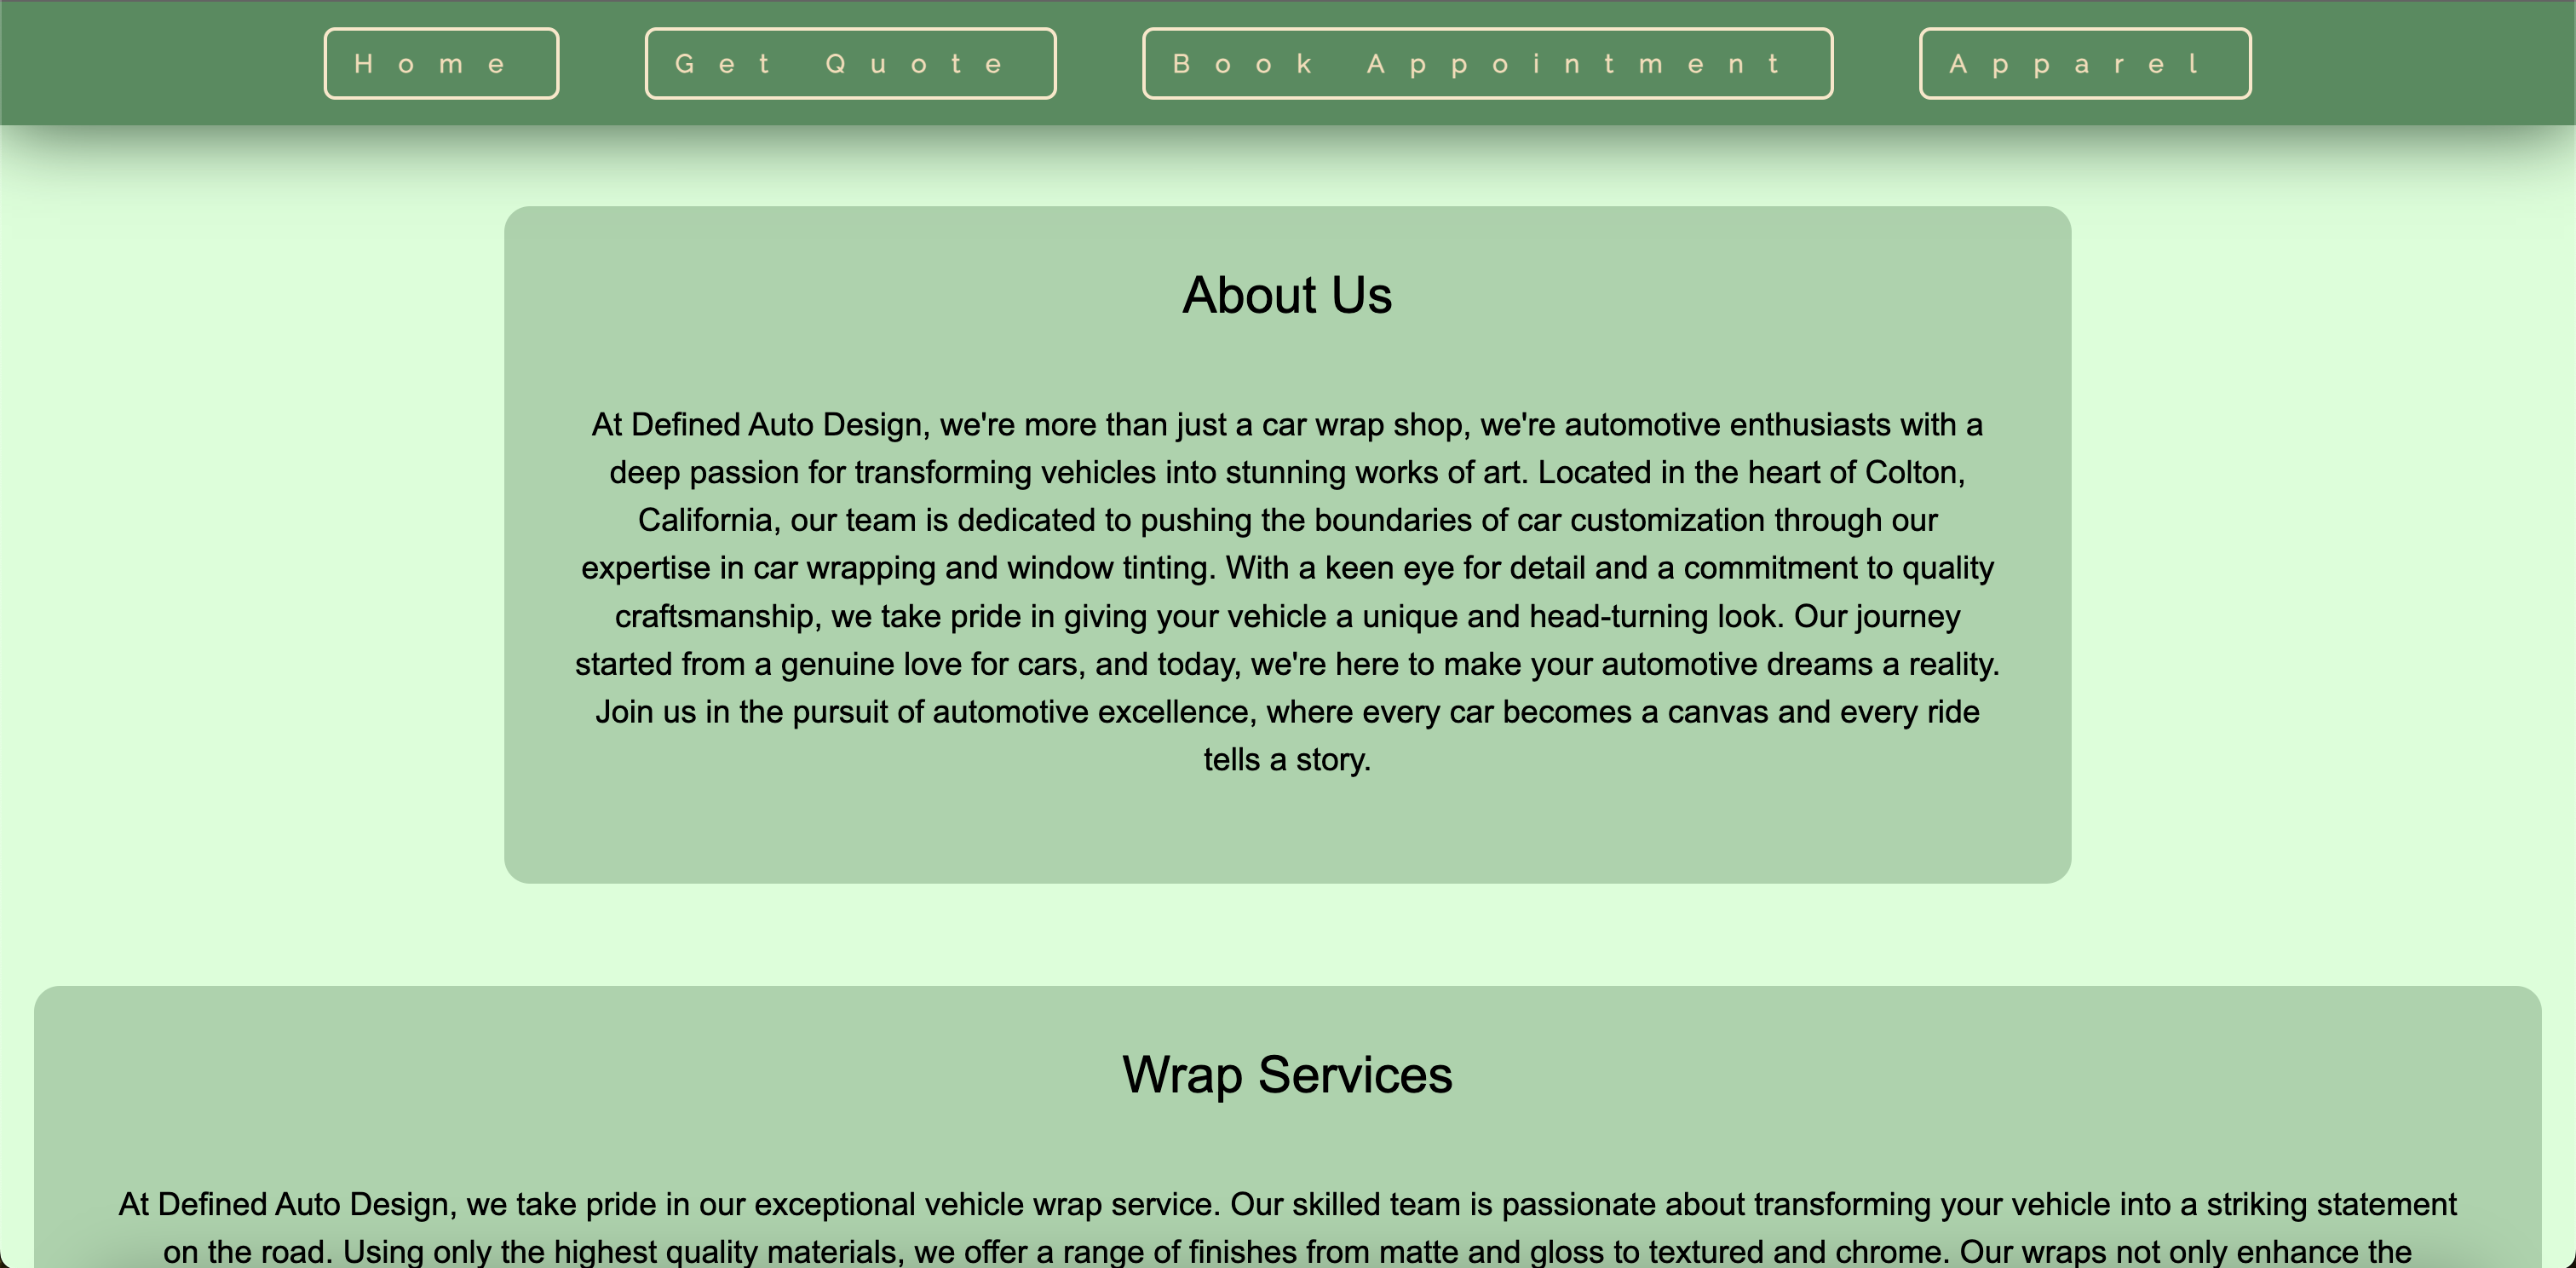 Home
Get Quote
Book Appointment
Apparel
About Us
At Defined Auto Design, we're more than just a car wrap shop, we're automotive enthusiasts with a
deep passion for transforming vehicles into stunning works of art. Located in the heart of Colton,
California, our team is dedicated to pushing the boundaries of car customization through our
expertise in car wrapping and window tinting. With a keen eye for detail and a commitment to quality
craftsmanship, we take pride in giving your vehicle a unique and head-turning look. Our journey
started from a genuine love for cars, and today, we're here to make your automotive dreams a reality.
Join us in the pursuit of automotive excellence, where every car becomes a canvas and every ride
tells a story.
Wrap Services
At Defined Auto Design, we take pride in our exceptional vehicle wrap service. Our skilled team is passionate about transforming your vehicle into a striking statement
on the road. Using only the highest quality materials, we offer a range of finishes from matte and gloss to textured and chrome. Our wraps not only enhance the